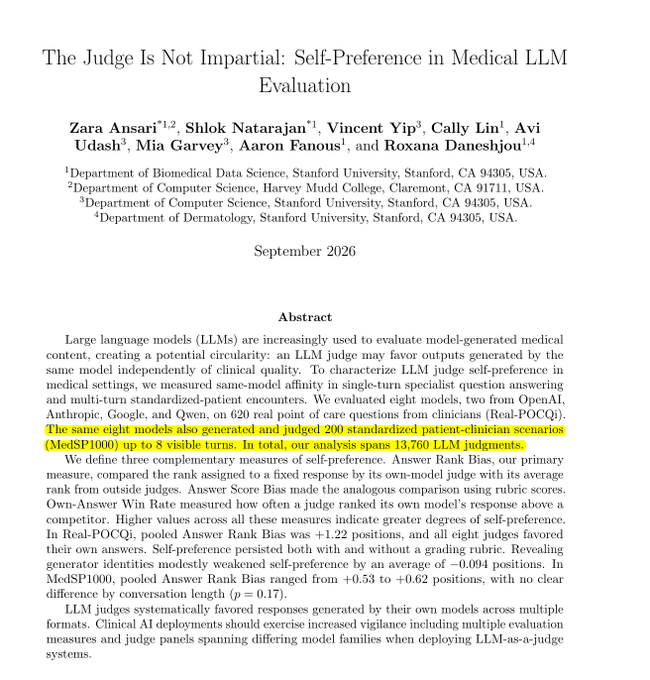 The Judge Is Not Impartial: Self-Preference in Medical LLM
Evaluation
Zara Ansari*1,2, Shlok Natarajan*1, Vincent Yip3, Cally Lin1, Avi
Udash3, Mia Garvey3, Aaron Fanous1, and Roxana Daneshjou1,4
1Department of Biomedical Data Science, Stanford University, Stanford, CA 94305, USA.
2Department of Computer Science, Harvey Mudd College, Claremont, CA 91711, USA.
3Department of Computer Science, Stanford University, Stanford, CA 94305, USA.
4Department of Dermatology, Stanford University, Stanford, CA 94305, USA.
September 2026
Abstract
Large language models (LLMs) are increasingly used to evaluate model-generated medical
content, creating a potential circularity: an LLM judge may favor outputs generated by the
same model independently of clinical quality. To characterize LLM judge self-preference in
medical settings, we measured same-model affinity in single-turn specialist question answering
and multi-turn standardized-patient encounters. We evaluated eight models, two from OpenAI,
Anthropic, Google, and Qwen, on 620 real point of care questions from clinicians (Real-POCQi).
The same eight models also generated and judged 200 standardized patient-clinician scenarios
(MedSP1000) up to 8 visible turns. In total, our analysis spans 13,760 LLM judgments.
We define three complementary measures of self-preference. Answer Rank Bias, our primary
measure, compared the rank assigned to a fixed response by its own-model judge with its average
rank from outside judges. Answer Score Bias made the analogous comparison using rubric scores.
Own-Answer Win Rate measured how often a judge ranked its own model's response above a
competitor. Higher values across all these measures indicate greater degrees of self-preference.
In Real-POCQi, pooled Answer Rank Bias was +1.22 positions, and all eight judges favored
their own answers. Self-preference persisted both with and without a grading rubric. Revealing
generator identities modestly weakened self-preference by an average of −0.094 positions. In
MedSP1000, pooled Answer Rank Bias ranged from +0.53 to +0.62 positions, with no clear
difference by conversation length (p = 0.17).
LLM judges systematically favored responses generated by their own models across multiple
formats. Clinical AI deployments should exercise increased vigilance including multiple evaluation
measures and judge panels spanning differing model families when deploying LLM-as-a-judge
systems.